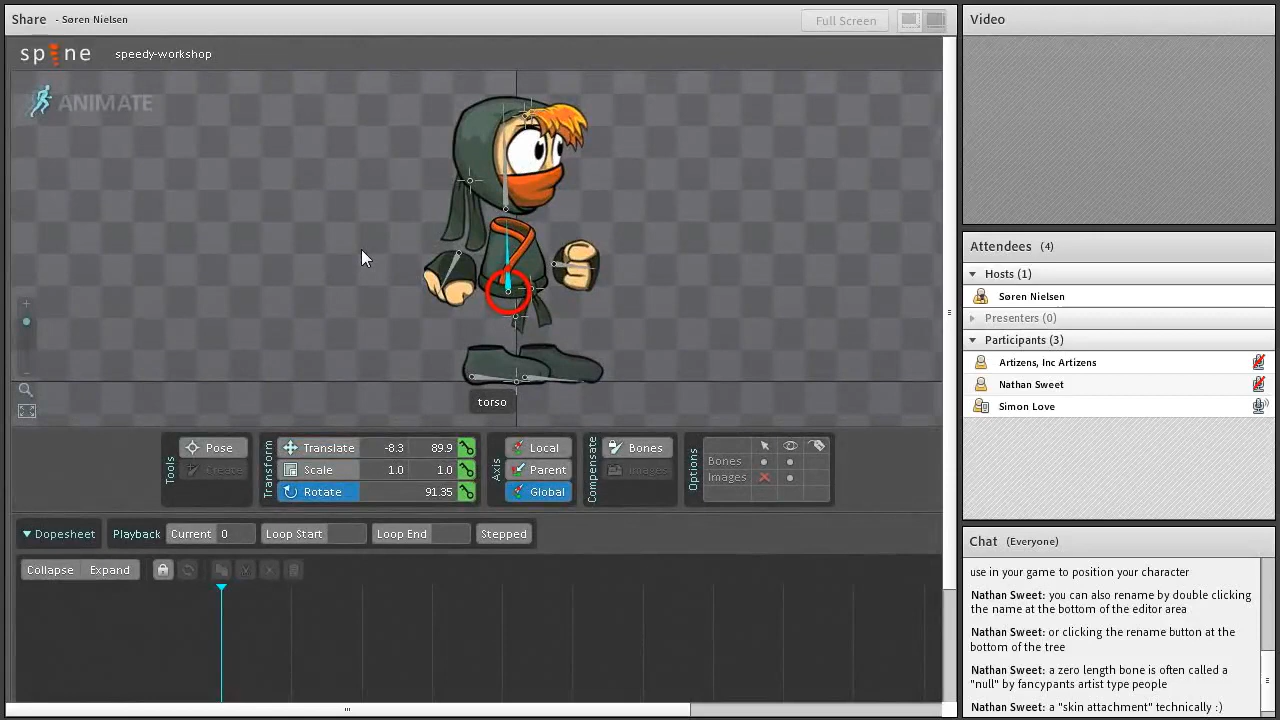 Share - Søren Nielsen
Full Screen
spine speedy-workshop
ANIMATE
torso
Tools
Pose
Create
Transform
Translate -8.3 89.9
Scale 1.0 1.0
Rotate 91.35
Axis
Local
Parent
Global
Compensate
Bones
Images
Options
Bones
Images
Dopesheet
Playback Current 0 Loop Start Loop End Stepped
Collapse Expand
Video
Attendees (4)
Hosts (1)
Søren Nielsen
Presenters (0)
Participants (3)
Artizens, Inc Artizens
Nathan Sweet
Simon Love
Chat (Everyone)
use in your game to position your character
Nathan Sweet: you can also rename by double clicking
the name at the bottom of the editor area
Nathan Sweet: or clicking the rename button at the
bottom of the tree
Nathan Sweet: a zero length bone is often called a
"null" by fancypants artist type people
Nathan Sweet: a "skin attachment" technically :)